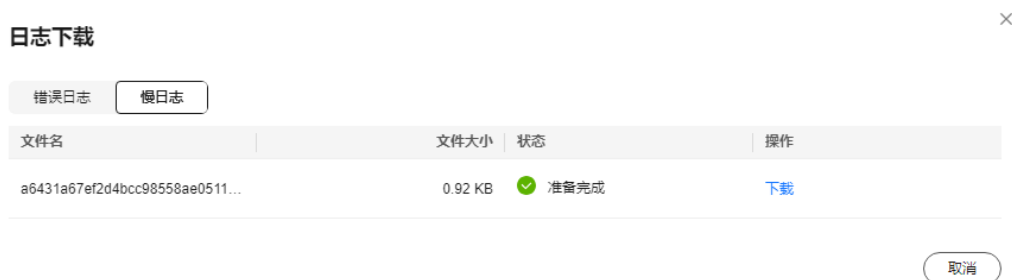 日志下载
错误日志 慢日志
文件名 文件大小 状态 操作
a6431a67ef2d4bcc98558ae0511... 0.92 KB 准备完成 下载
取消